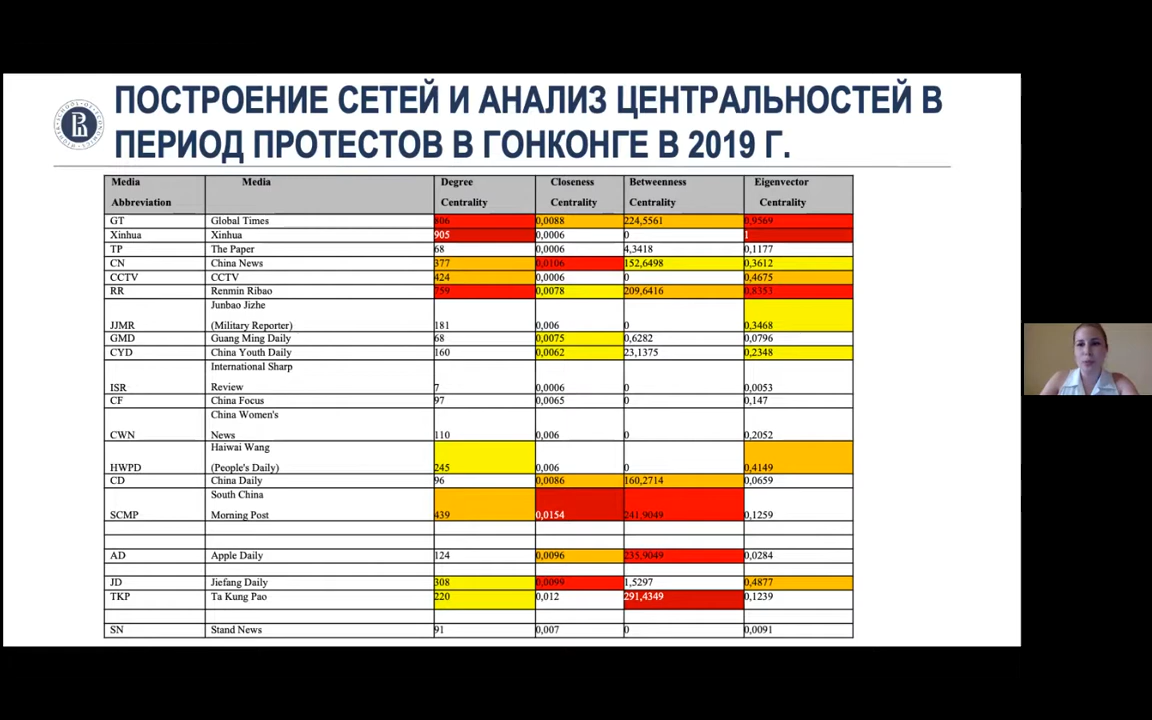 ПОСТРОЕНИЕ СЕТЕЙ И АНАЛИЗ ЦЕНТРАЛЬНОСТЕЙ В
ПЕРИОД ПРОТЕСТОВ В ГОНКОНГЕ В 2019 Г.
Media Abbreviation Media Degree Centrality Closeness Centrality Betweenness Centrality Eigenvector Centrality
GT Global Times 806 0,0088 224,5561 0,9569
Xinhua Xinhua 905 0,0006 0 1
TP The Paper 68 0,0006 4,3418 0,1177
CN China News 377 0,0106 152,6498 0,3612
CCTV CCTV 424 0,0006 0 0,4675
RR Renmin Ribao 759 0,0078 209,6416 0,8353
JJMR Junbao Jizhe (Military Reporter) 181 0,006 0 0,3468
GMD Guang Ming Daily 68 0,0075 0,6282 0,0796
CYD China Youth Daily 160 0,0062 23,1375 0,2348
ISR International Sharp Review 7 0,0006 0 0,0053
CF China Focus 97 0,0065 0 0,147
CWN China Women's News 110 0,006 0 0,2052
HWPD Haiwai Wang (People's Daily) 245 0,006 0 0,4149
CD China Daily 96 0,0086 160,2714 0,0659
SCMP South China Morning Post 439 0,0154 241,9049 0,1259
AD Apple Daily 124 0,0096 235,9049 0,0284
JD Jiefang Daily 308 0,0099 1,5297 0,4877
TKP Ta Kung Pao 220 0,012 291,4349 0,1239
SN Stand News 91 0,007 0 0,0091